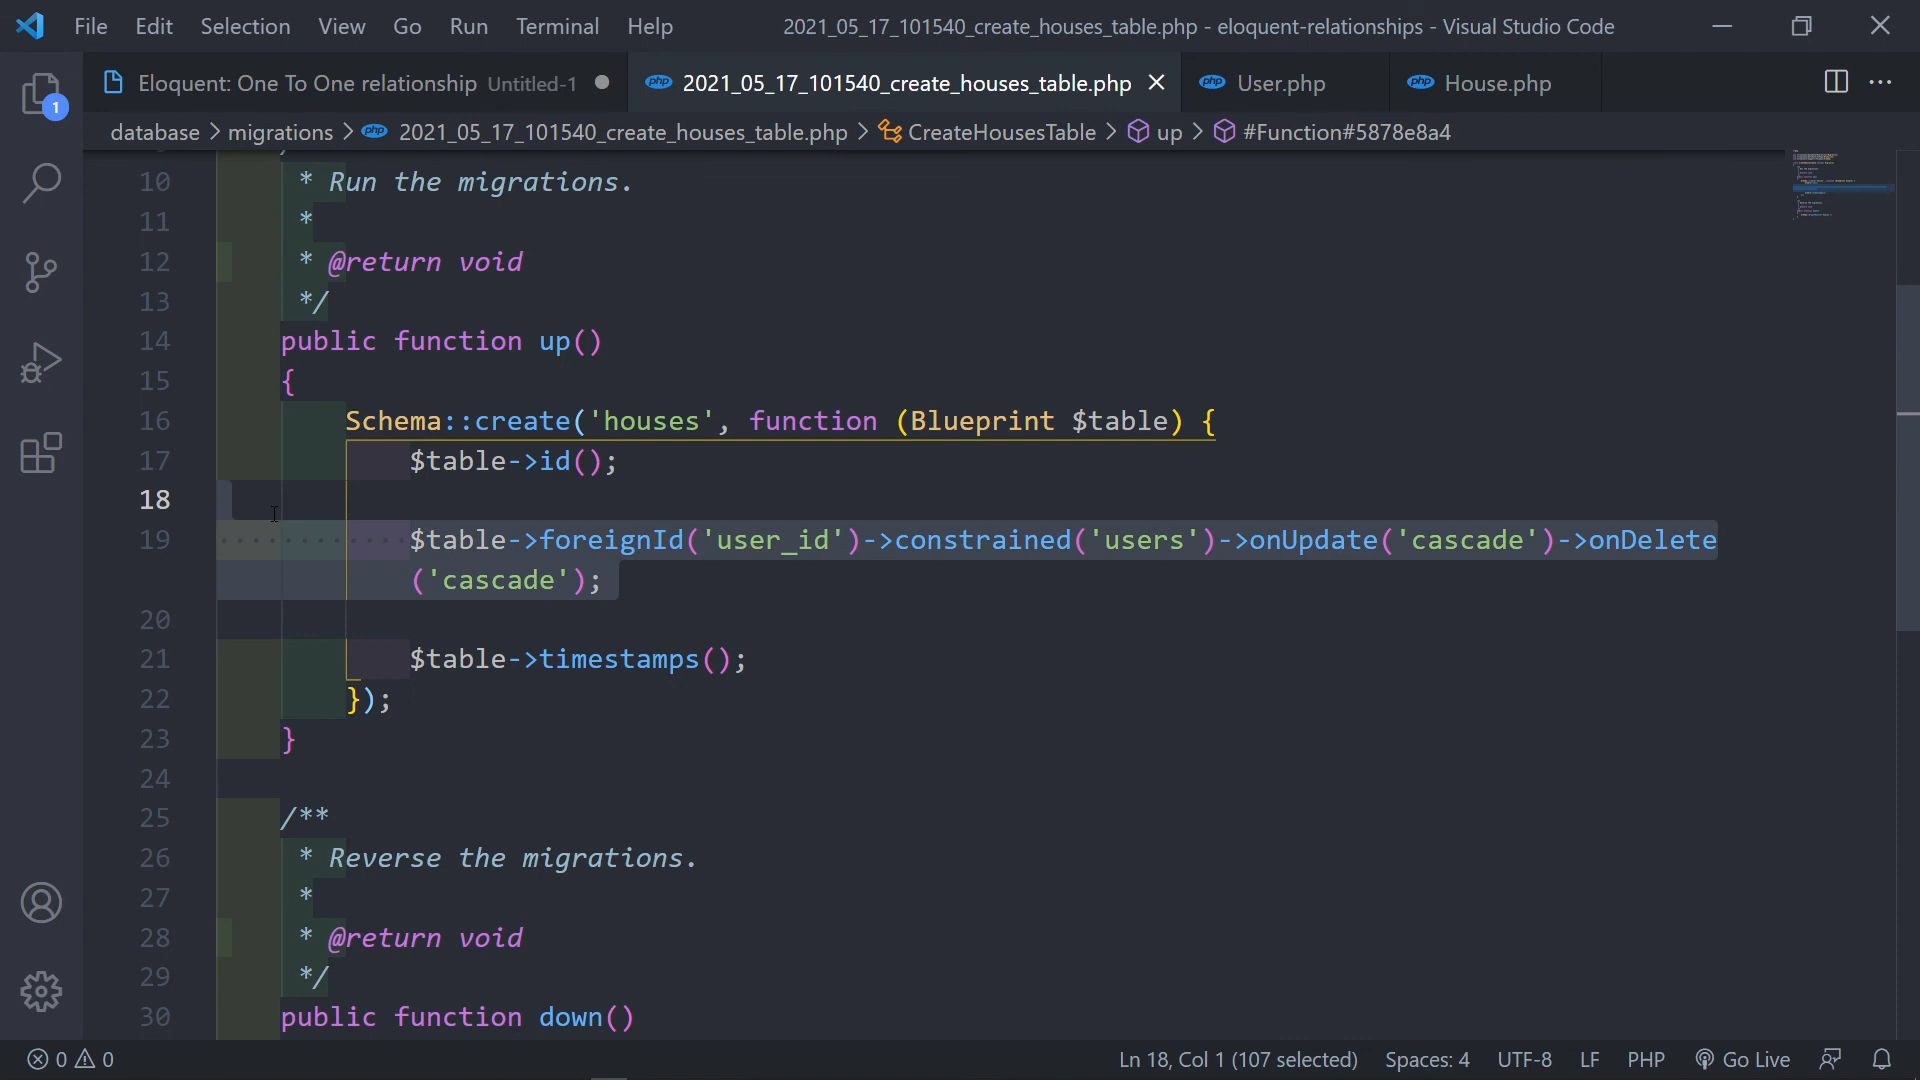 File Edit Selection View Go Run Terminal Help 2021_05_17_101540_create_houses_table.php - eloquent-relationships - Visual Studio Code
Eloquent: One To One relationship Untitled-1 2021_05_17_101540_create_houses_table.php User.php House.php
database > migrations > 2021_05_17_101540_create_houses_table.php > CreateHousesTable > up > #Function#5878e8a4
1
10 * Run the migrations.
11 *
12 * @return void
13 */
14 public function up()
15 {
16 Schema::create('houses', function (Blueprint $table) {
17 $table->id();
18
19 $table->foreignId('user_id')->constrained('users')->onUpdate('cascade')->onDelete
('cascade');
20
21 $table->timestamps();
22 });
23 }
24
25 /**
26 * Reverse the migrations.
27 *
28 * @return void
29 */
30 public function down()
0 0 Ln 18, Col 1 (107 selected) Spaces: 4 UTF-8 LF PHP Go Live